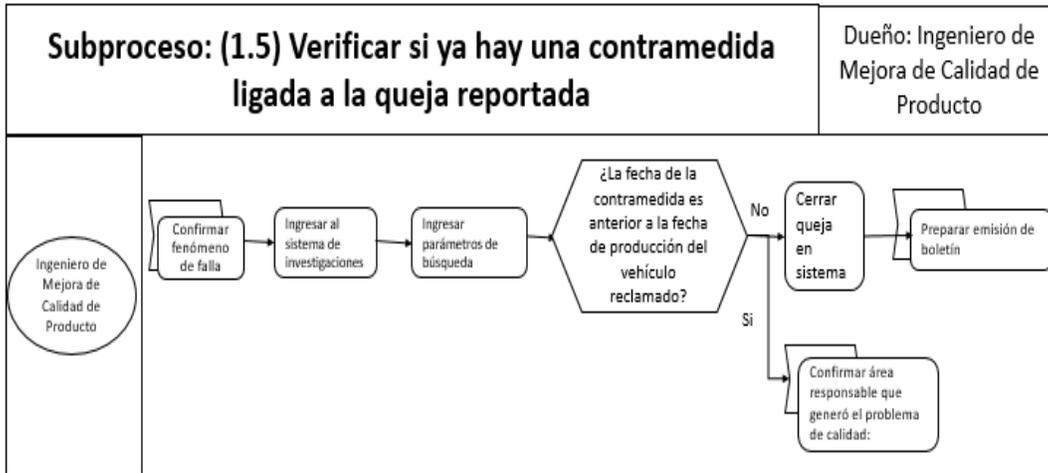 Subproceso: (1.5) Verificar si ya hay una contramedida
ligada a la queja reportada
Dueño: Ingeniero de
Mejora de Calidad de
Producto
Ingeniero de
Mejora de
Calidad de
Producto
Confirmar
fenómeno
de falla
Ingresar al
sistema de
investigaciones
Ingresar
parámetros de
búsqueda
¿La fecha de la
contramedida es
anterior a la fecha
de producción del
vehículo
reclamado?
No
Cerrar
queja
en
sistema
Preparar emisión de
boletín
Si
Confirmar área
responsable que
generó el problema
de calidad: